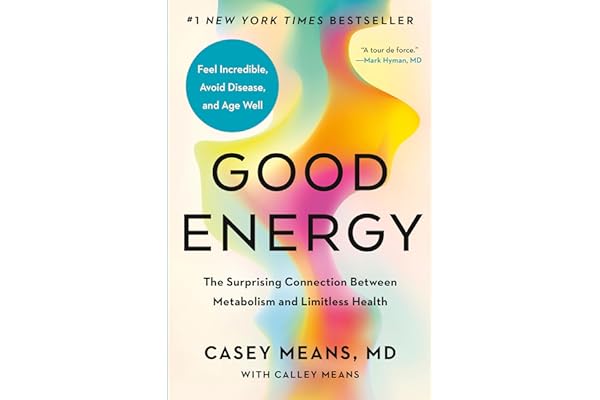 #1 NEW YORK TIMES BESTSELLER
"A tour de force."
—Mark Hyman, MD
Feel Incredible,
Avoid Disease,
and Age Well
GOOD
ENERGY
The Surprising Connection Between
Metabolism and Limitless Health
CASEY MEANS, MD
WITH CALLEY MEANS